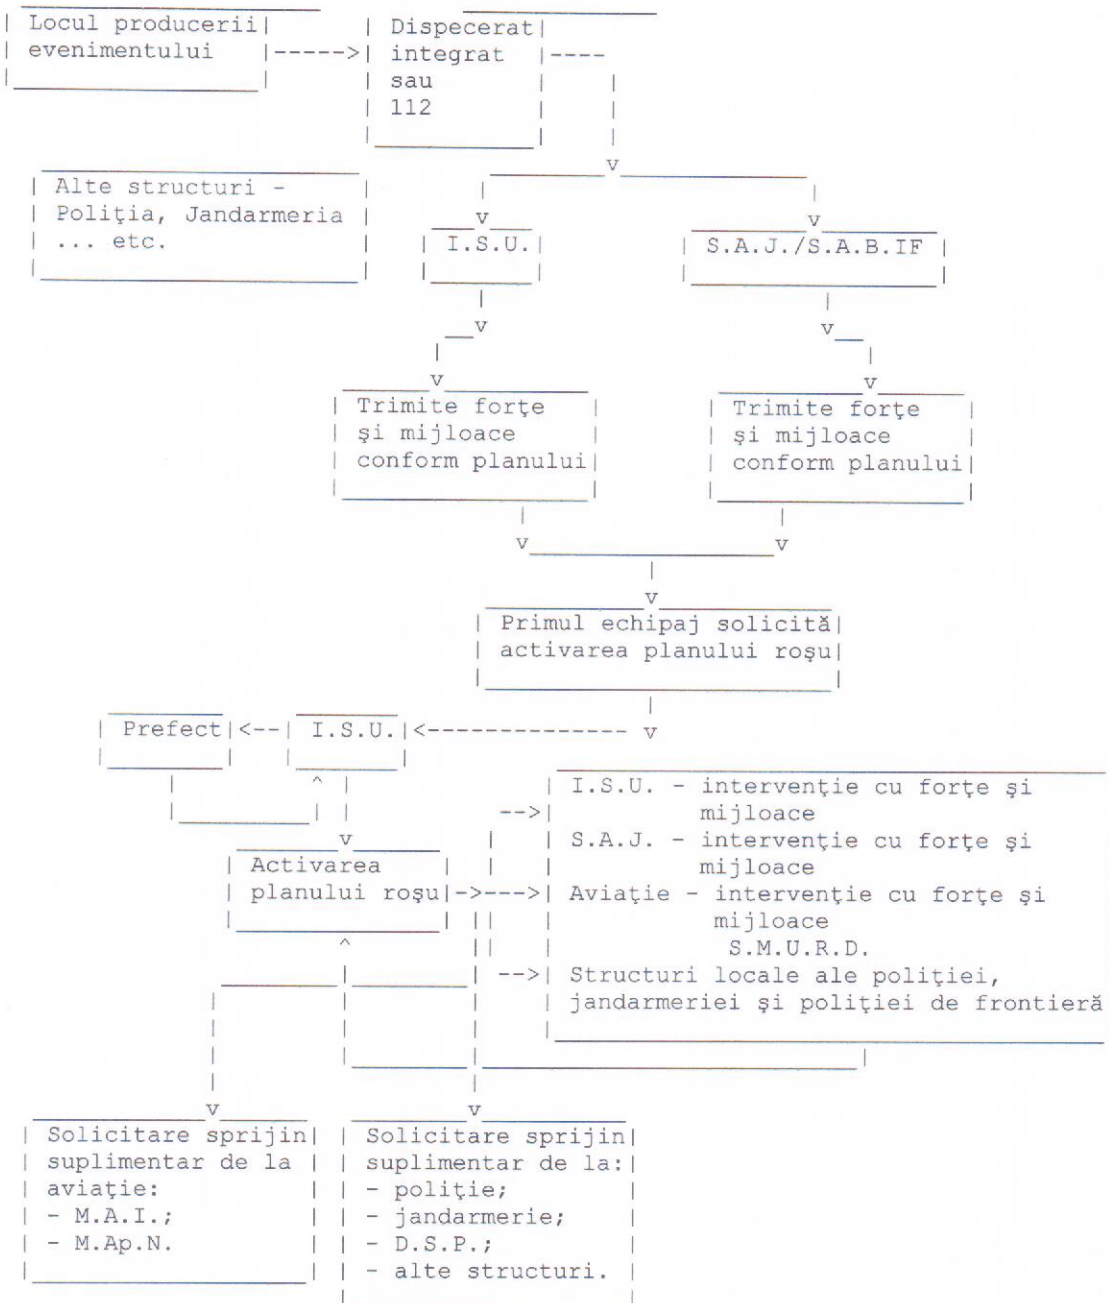 Locul producerii
evenimentului
Dispecerat
integrat
sau
112
Alte structuri -
Poliţia, Jandarmeria
... etc.
I.S.U.
S.A.J./S.A.B.IF
Trimite forţe
şi mijloace
conform planului
Trimite forţe
şi mijloace
conform planului
Primul echipaj solicită
activarea planului roşu
Prefect
I.S.U.
Activarea
planului roşu
I.S.U. - intervenţie cu forţe şi
mijloace
S.A.J. - intervenţie cu forţe şi
mijloace
Aviaţie - intervenţie cu forţe şi
mijloace
S.M.U.R.D.
Structuri locale ale poliţiei,
jandarmeriei şi poliţiei de frontieră
Solicitare sprijin
suplimentar de la
aviaţie:
- M.A.I.;
- M.Ap.N.
Solicitare sprijin
suplimentar de la:
- poliţie;
- jandarmerie;
- D.S.P.;
- alte structuri.